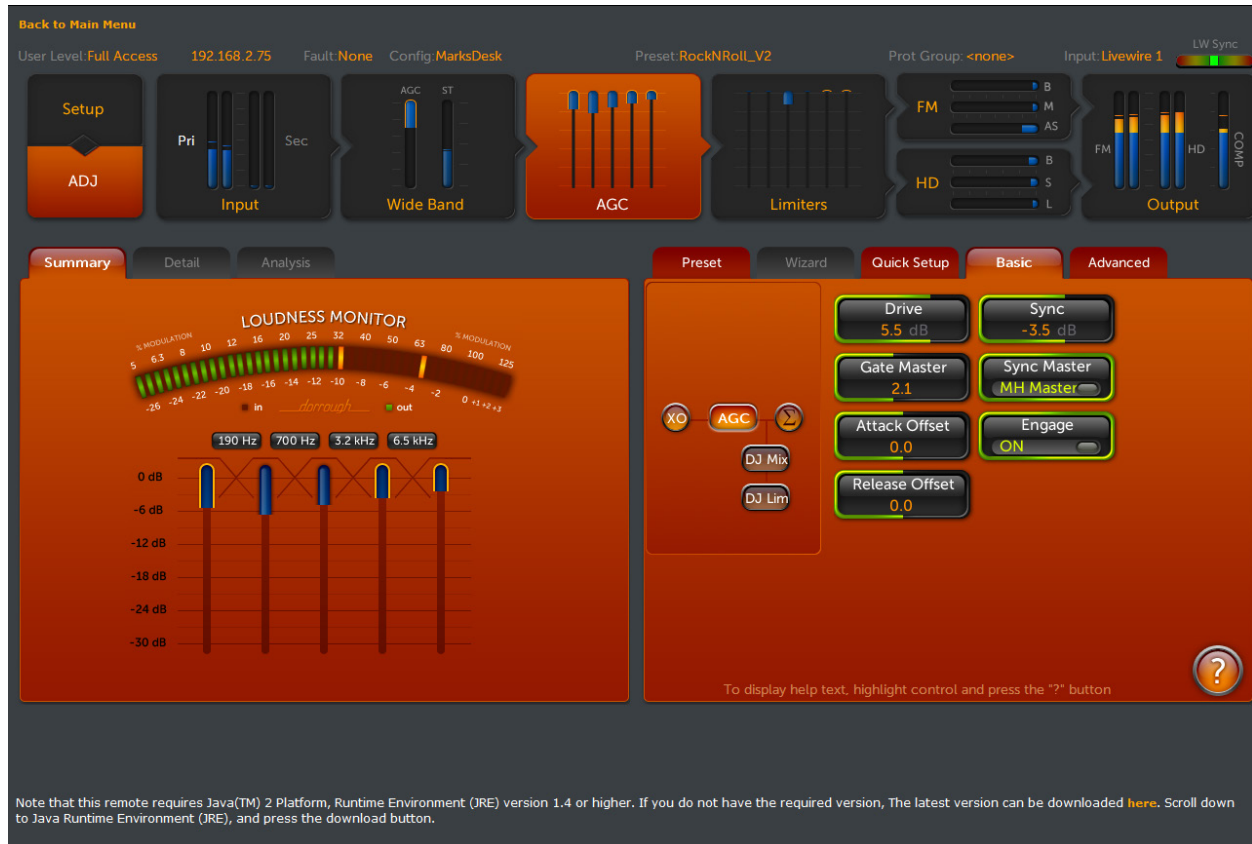 Back to Main Menu
User Level:Full Access 192.168.2.75 Fault:None Config:MarksDesk Preset:RockNRoll_V2 Prot Group: <none> Input:Livewire 1 LW Sync
Setup
ADJ
Pri Sec
Input
AGC ST
Wide Band
AGC
Limiters
FM B
M
AS
HD B
S
L
FM HD COMP
Output
Summary Detail Analysis
LOUDNESS MONITOR
% MODULATION % MODULATION
5 6.3 8 10 12 16 20 25 32 40 50 63 80 100 125
-26 -24 -22 -20 -18 -16 -14 -12 -10 -8 -6 -4 -2 0 +1 +2 +3
in dorrough out
190 Hz 700 Hz 3.2 kHz 6.5 kHz
0 dB
-6 dB
-12 dB
-18 dB
-24 dB
-30 dB
Preset Wizard Quick Setup Basic Advanced
XO AGC Σ
DJ Mix
DJ Lim
Drive
5.5 dB
Sync
-3.5 dB
Gate Master
2.1
Sync Master
MH Master
Attack Offset
0.0
Engage
ON
Release Offset
0.0
To display help text, highlight control and press the "?" button
?
Note that this remote requires Java(TM) 2 Platform, Runtime Environment (JRE) version 1.4 or higher. If you do not have the required version, The latest version can be downloaded here. Scroll down
to Java Runtime Environment (JRE), and press the download button.